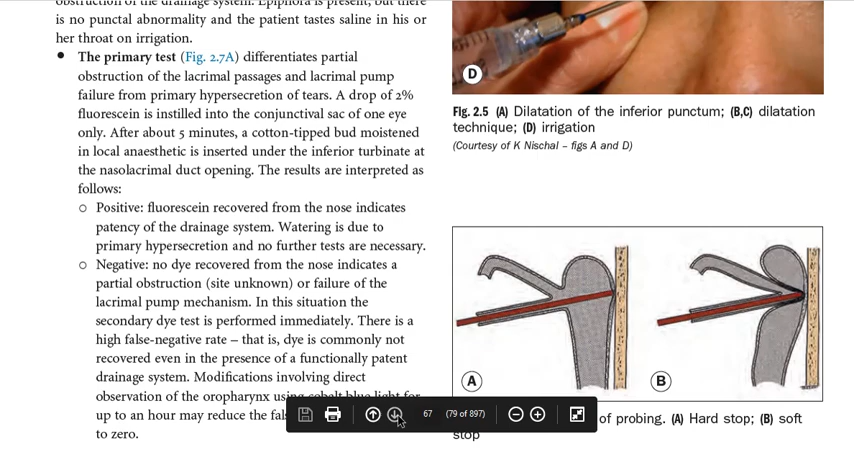 obstruction of the drainage system. Epiphora is present, but there
is no punctal abnormality and the patient tastes saline in his or
her throat on irrigation.
• The primary test (Fig. 2.7A) differentiates partial
obstruction of the lacrimal passages and lacrimal pump
failure from primary hypersecretion of tears. A drop of 2%
fluorescein is instilled into the conjunctival sac of one eye
only. After about 5 minutes, a cotton-tipped bud moistened
in local anaesthetic is inserted under the inferior turbinate at
the nasolacrimal duct opening. The results are interpreted as
follows:
○ Positive: fluorescein recovered from the nose indicates
patency of the drainage system. Watering is due to
primary hypersecretion and no further tests are necessary.
○ Negative: no dye recovered from the nose indicates a
partial obstruction (site unknown) or failure of the
lacrimal pump mechanism. In this situation the
secondary dye test is performed immediately. There is a
high false-negative rate – that is, dye is commonly not
recovered even in the presence of a functionally patent
drainage system. Modifications involving direct
observation of the oropharynx using cobalt blue light for
up to an hour may reduce the
to zero.
D
Fig. 2.5 (A) Dilatation of the inferior punctum; (B,C) dilatation
technique; (D) irrigation
(Courtesy of K Nischal – figs A and D)
A
B
of probing. (A) Hard stop; (B) soft
stop
67 (79 of 897)